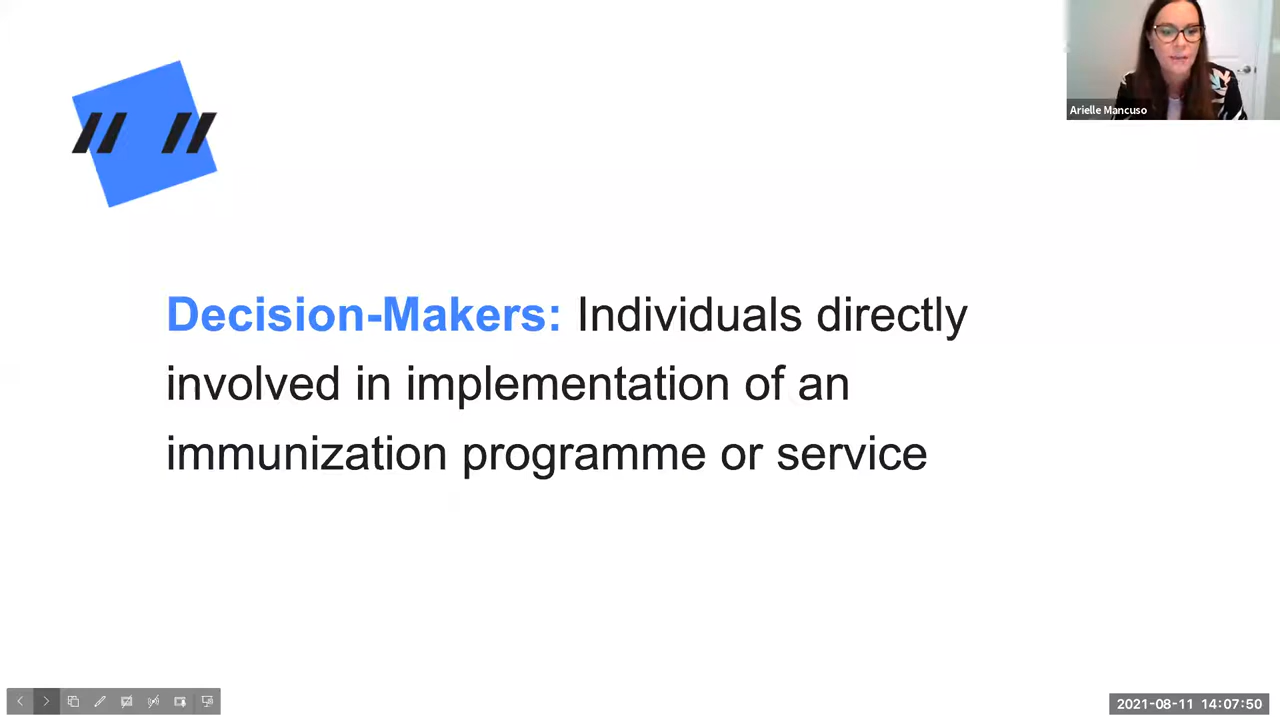 Arielle Mancuso
// //
Decision-Makers: Individuals directly
involved in implementation of an
immunization programme or service
2021-08-11 14:07:50